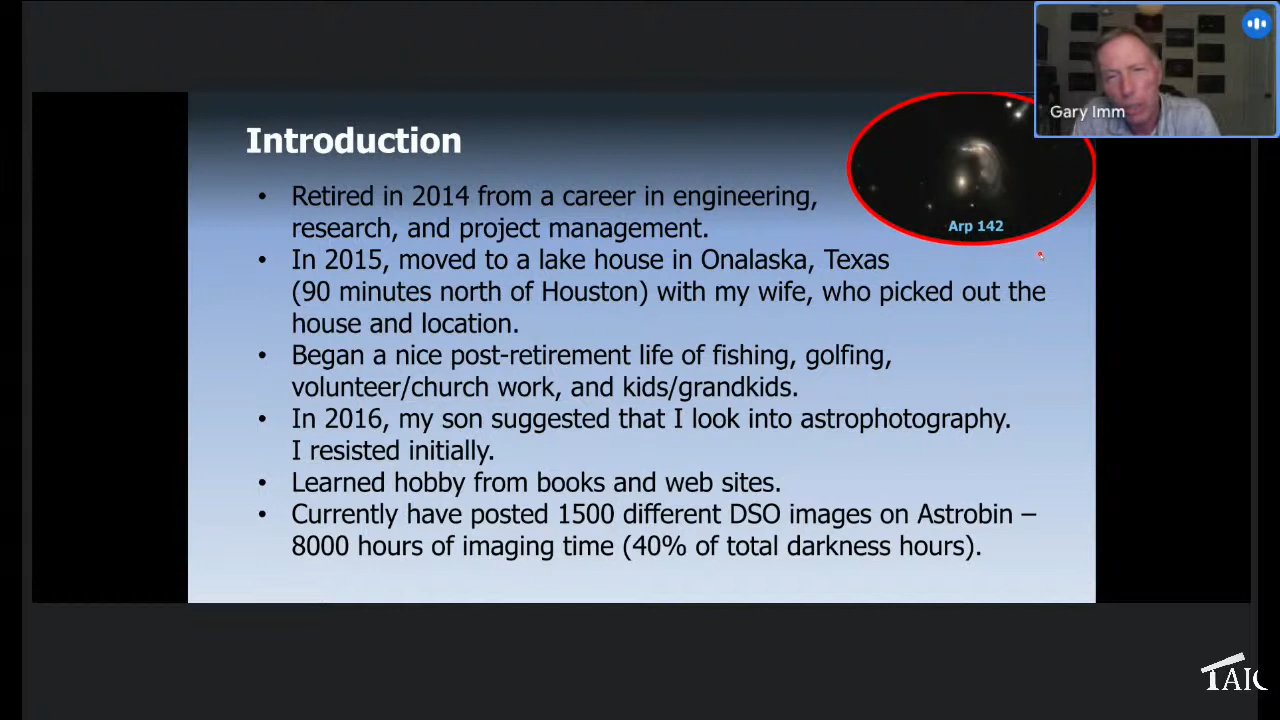 Gary Imm
Introduction
Arp 142
• Retired in 2014 from a career in engineering,
research, and project management.
• In 2015, moved to a lake house in Onalaska, Texas
(90 minutes north of Houston) with my wife, who picked out the
house and location.
• Began a nice post-retirement life of fishing, golfing,
volunteer/church work, and kids/grandkids.
• In 2016, my son suggested that I look into astrophotography.
I resisted initially.
• Learned hobby from books and web sites.
• Currently have posted 1500 different DSO images on Astrobin –
8000 hours of imaging time (40% of total darkness hours).
TAIC